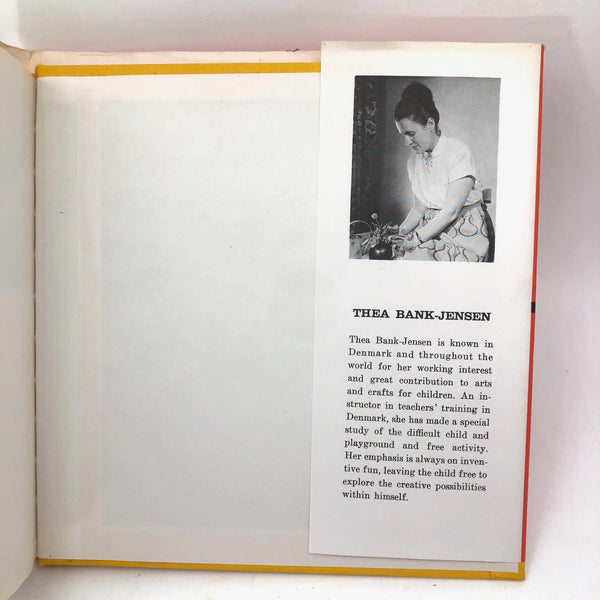 THEA BANK-JENSEN
Thea Bank-Jensen is known in
Denmark and throughout the
world for her working interest
and great contribution to arts
and crafts for children. An in-
structor in teachers' training in
Denmark, she has made a special
study of the difficult child and
playground and free activity.
Her emphasis is always on inven-
tive fun, leaving the child free to
explore the creative possibilities
within himself.